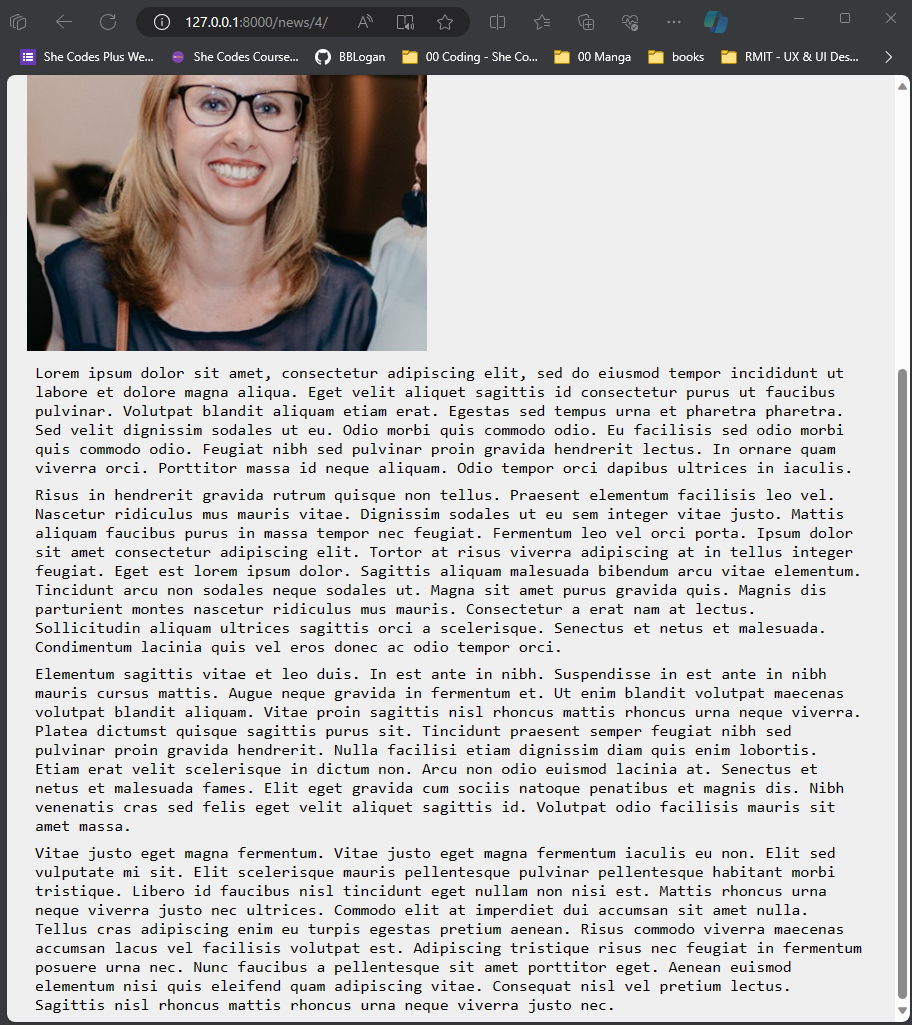 127.0.0.1:8000/news/4/
She Codes Plus We...
She Codes Course...
BBLogan
00 Coding - She Co...
00 Manga
books
RMIT - UX & UI Des...
Lorem ipsum dolor sit amet, consectetur adipiscing elit, sed do eiusmod tempor incididunt ut
labore et dolore magna aliqua. Eget velit aliquet sagittis id consectetur purus ut faucibus
pulvinar. Volutpat blandit aliquam etiam erat. Egestas sed tempus urna et pharetra pharetra.
Sed velit dignissim sodales ut eu. Odio morbi quis commodo odio. Eu facilisis sed odio morbi
quis commodo odio. Feugiat nibh sed pulvinar proin gravida hendrerit lectus. In ornare quam
viverra orci. Porttitor massa id neque aliquam. Odio tempor orci dapibus ultrices in iaculis.
Risus in hendrerit gravida rutrum quisque non tellus. Praesent elementum facilisis leo vel.
Nascetur ridiculus mus mauris vitae. Dignissim sodales ut eu sem integer vitae justo. Mattis
aliquam faucibus purus in massa tempor nec feugiat. Fermentum leo vel orci porta. Ipsum dolor
sit amet consectetur adipiscing elit. Tortor at risus viverra adipiscing at in tellus integer
feugiat. Eget est lorem ipsum dolor. Sagittis aliquam malesuada bibendum arcu vitae elementum.
Tincidunt arcu non sodales neque sodales ut. Magna sit amet purus gravida quis. Magnis dis
parturient montes nascetur ridiculus mus mauris. Consectetur a erat nam at lectus.
Sollicitudin aliquam ultrices sagittis orci a scelerisque. Senectus et netus et malesuada.
Condimentum lacinia quis vel eros donec ac odio tempor orci.
Elementum sagittis vitae et leo duis. In est ante in nibh. Suspendisse in est ante in nibh
mauris cursus mattis. Augue neque gravida in fermentum et. Ut enim blandit volutpat maecenas
volutpat blandit aliquam. Vitae proin sagittis nisl rhoncus mattis rhoncus urna neque viverra.
Platea dictumst quisque sagittis purus sit. Tincidunt praesent semper feugiat nibh sed
pulvinar proin gravida hendrerit. Nulla facilisi etiam dignissim diam quis enim lobortis.
Etiam erat velit scelerisque in dictum non. Arcu non odio euismod lacinia at. Senectus et
netus et malesuada fames. Elit eget gravida cum sociis natoque penatibus et magnis dis. Nibh
venenatis cras sed felis eget velit aliquet sagittis id. Volutpat odio facilisis mauris sit
amet massa.
Vitae justo eget magna fermentum. Vitae justo eget magna fermentum iaculis eu non. Elit sed
vulputate mi sit. Elit scelerisque mauris pellentesque pulvinar pellentesque habitant morbi
tristique. Libero id faucibus nisl tincidunt eget nullam non nisi est. Mattis rhoncus urna
neque viverra justo nec ultrices. Commodo elit at imperdiet dui accumsan sit amet nulla.
Tellus cras adipiscing enim eu turpis egestas pretium aenean. Risus commodo viverra maecenas
accumsan lacus vel facilisis volutpat est. Adipiscing tristique risus nec feugiat in fermentum
posuere urna nec. Nunc faucibus a pellentesque sit amet porttitor eget. Aenean euismod
elementum nisi quis eleifend quam adipiscing vitae. Consequat nisl vel pretium lectus.
Sagittis nisl rhoncus mattis rhoncus urna neque viverra justo nec.